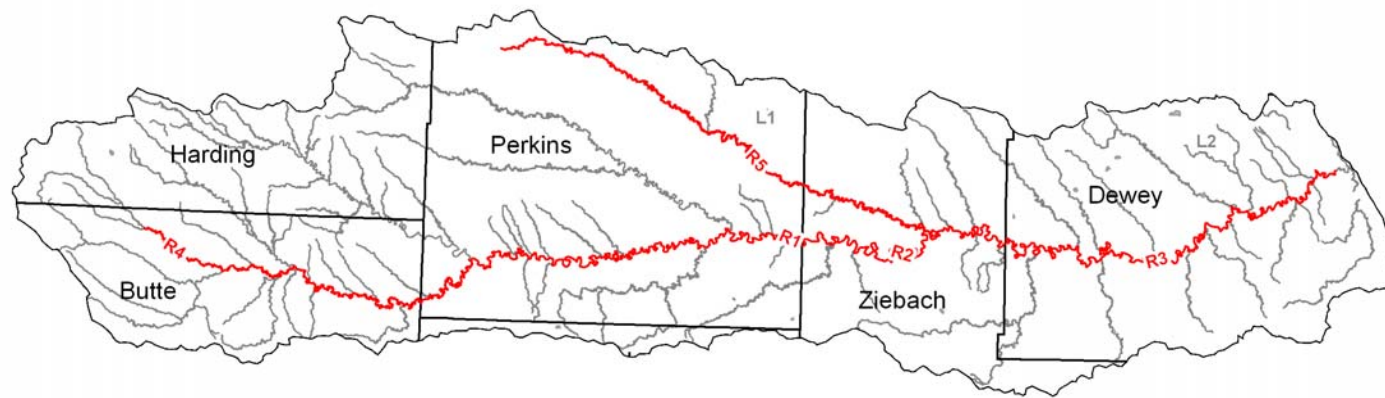 L1
Perkins
Harding
R5
L2
Dewey
R4
R1
R2
R3
Butte
Ziebach